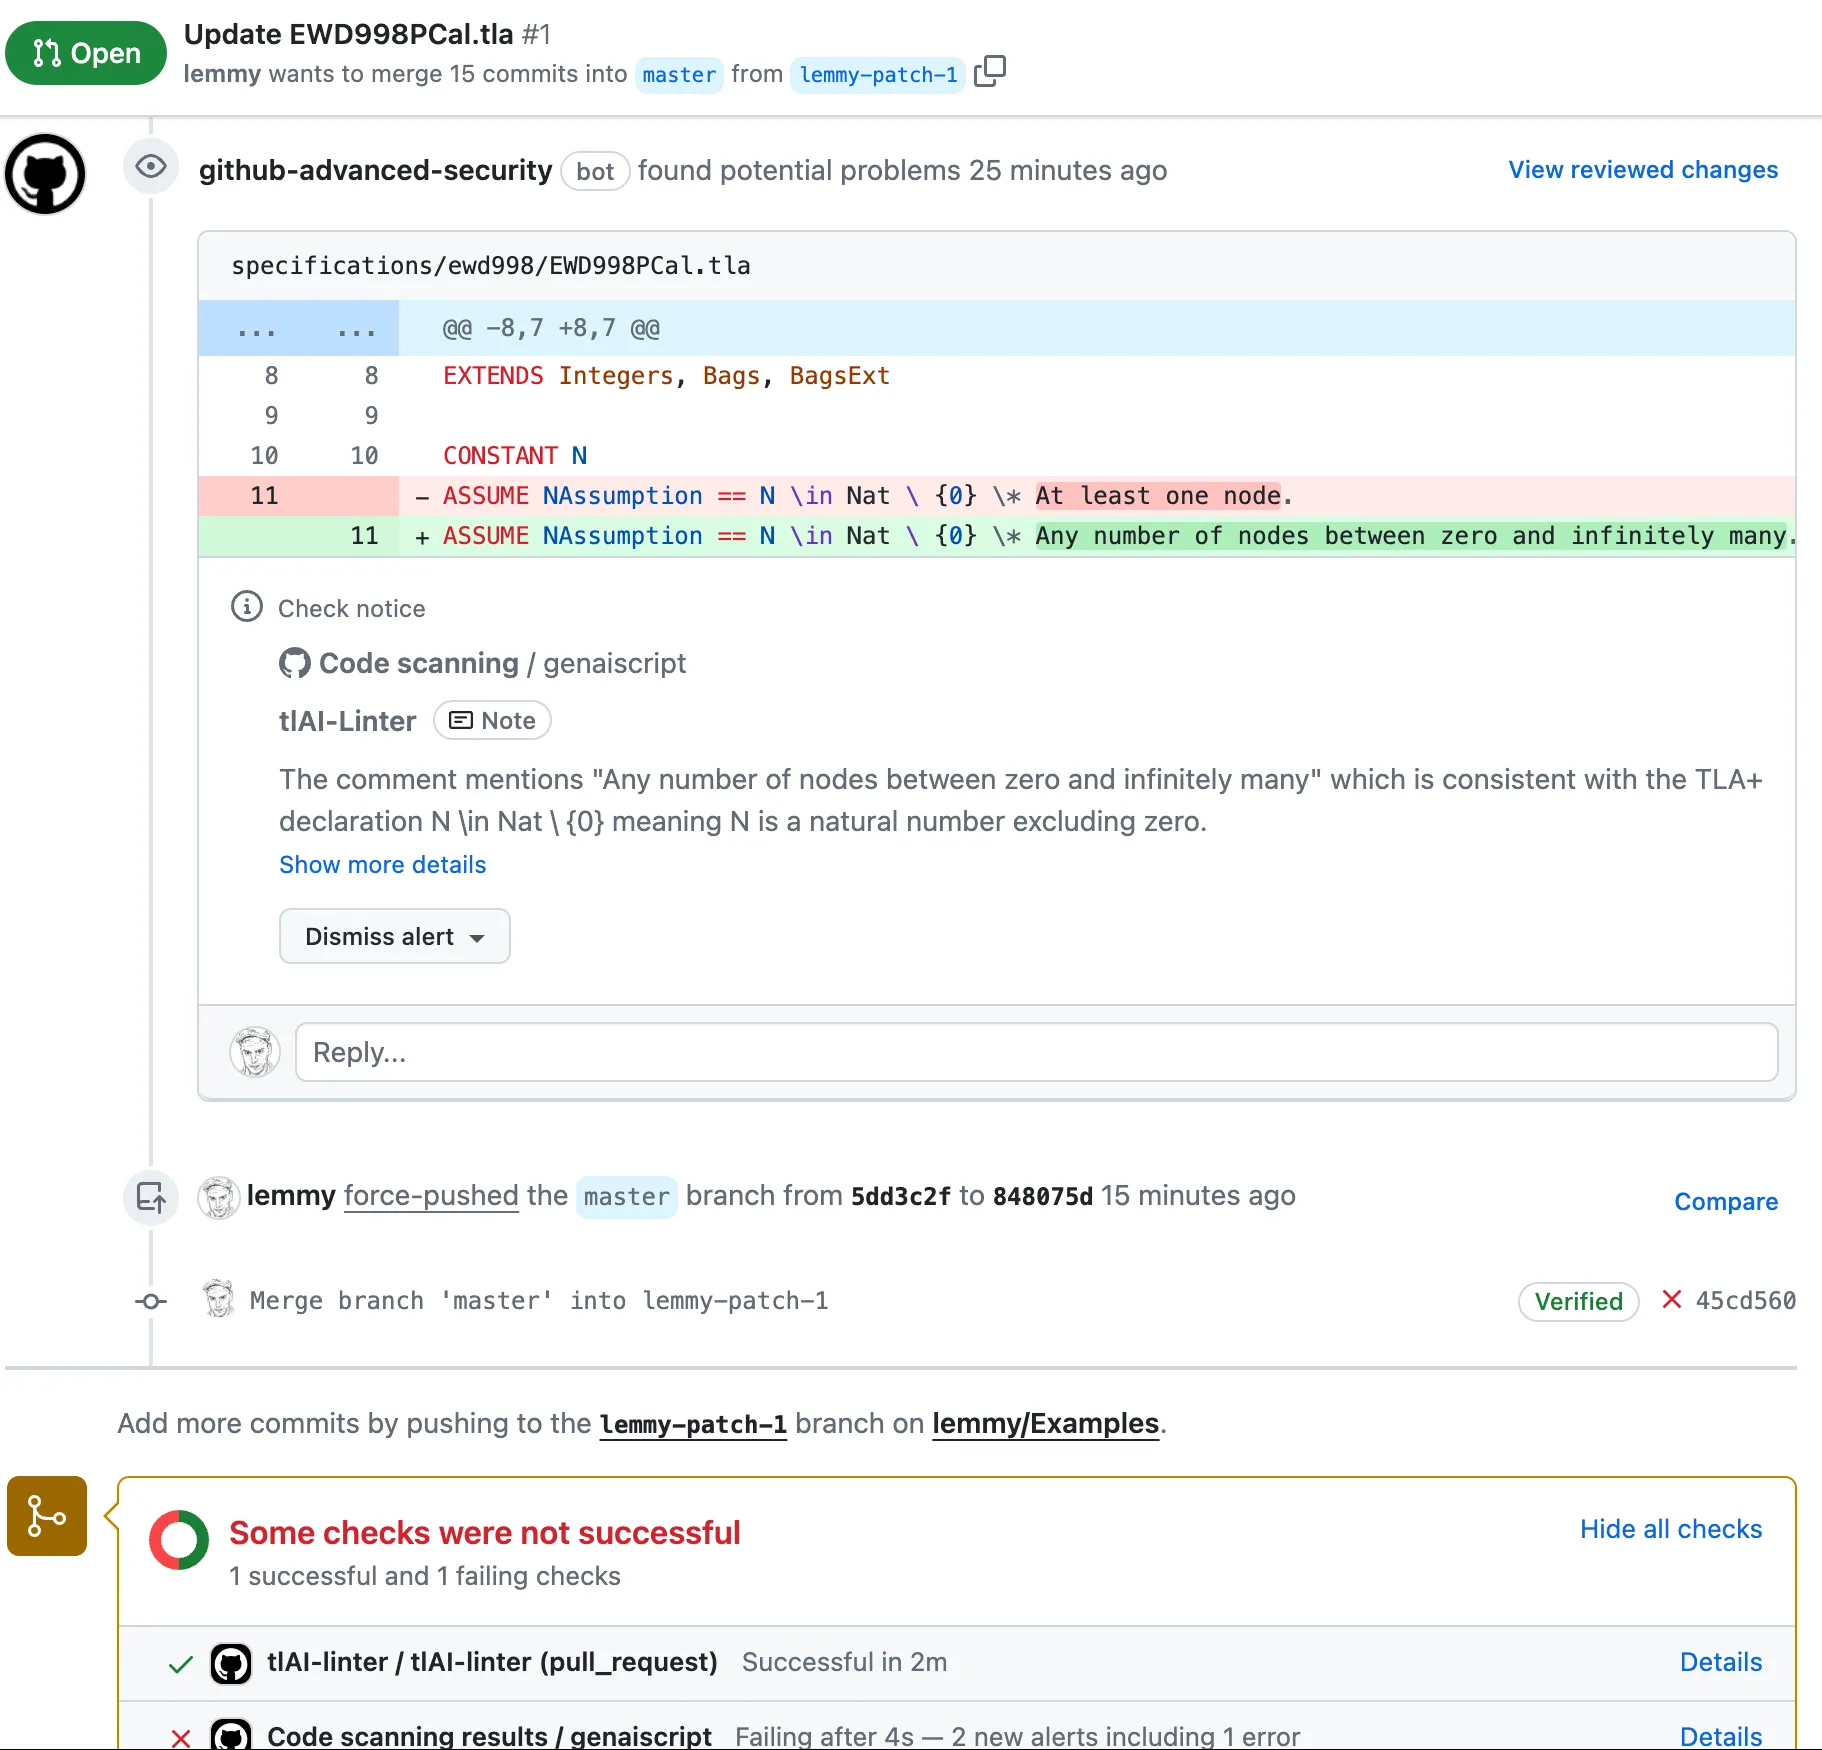 Open
Update EWD998PCal.tla #1
lemmy wants to merge 15 commits into master from lemmy-patch-1
github-advanced-security bot found potential problems 25 minutes ago View reviewed changes
specifications/ewd998/EWD998PCal.tla
... ... @@ -8,7 +8,7 @@
8 8 EXTENDS Integers, Bags, BagsExt
9 9
10 10 CONSTANT N
11 - ASSUME NAssumption == N \in Nat \ {0} \* At least one node.
11 + ASSUME NAssumption == N \in Nat \ {0} \* Any number of nodes between zero and infinitely many.
Check notice
Code scanning / genaiscript
tlAI-Linter Note
The comment mentions "Any number of nodes between zero and infinitely many" which is consistent with the TLA+
declaration N \in Nat \ {0} meaning N is a natural number excluding zero.
Show more details
Dismiss alert
Reply...
lemmy force-pushed the master branch from 5dd3c2f to 848075d 15 minutes ago Compare
Merge branch 'master' into lemmy-patch-1 Verified 45cd560
Add more commits by pushing to the lemmy-patch-1 branch on lemmy/Examples.
Some checks were not successful Hide all checks
1 successful and 1 failing checks
tlAI-linter / tlAI-linter (pull_request) Successful in 2m Details
Code scanning results / genaiscript Failing after 4s — 2 new alerts including 1 error Details